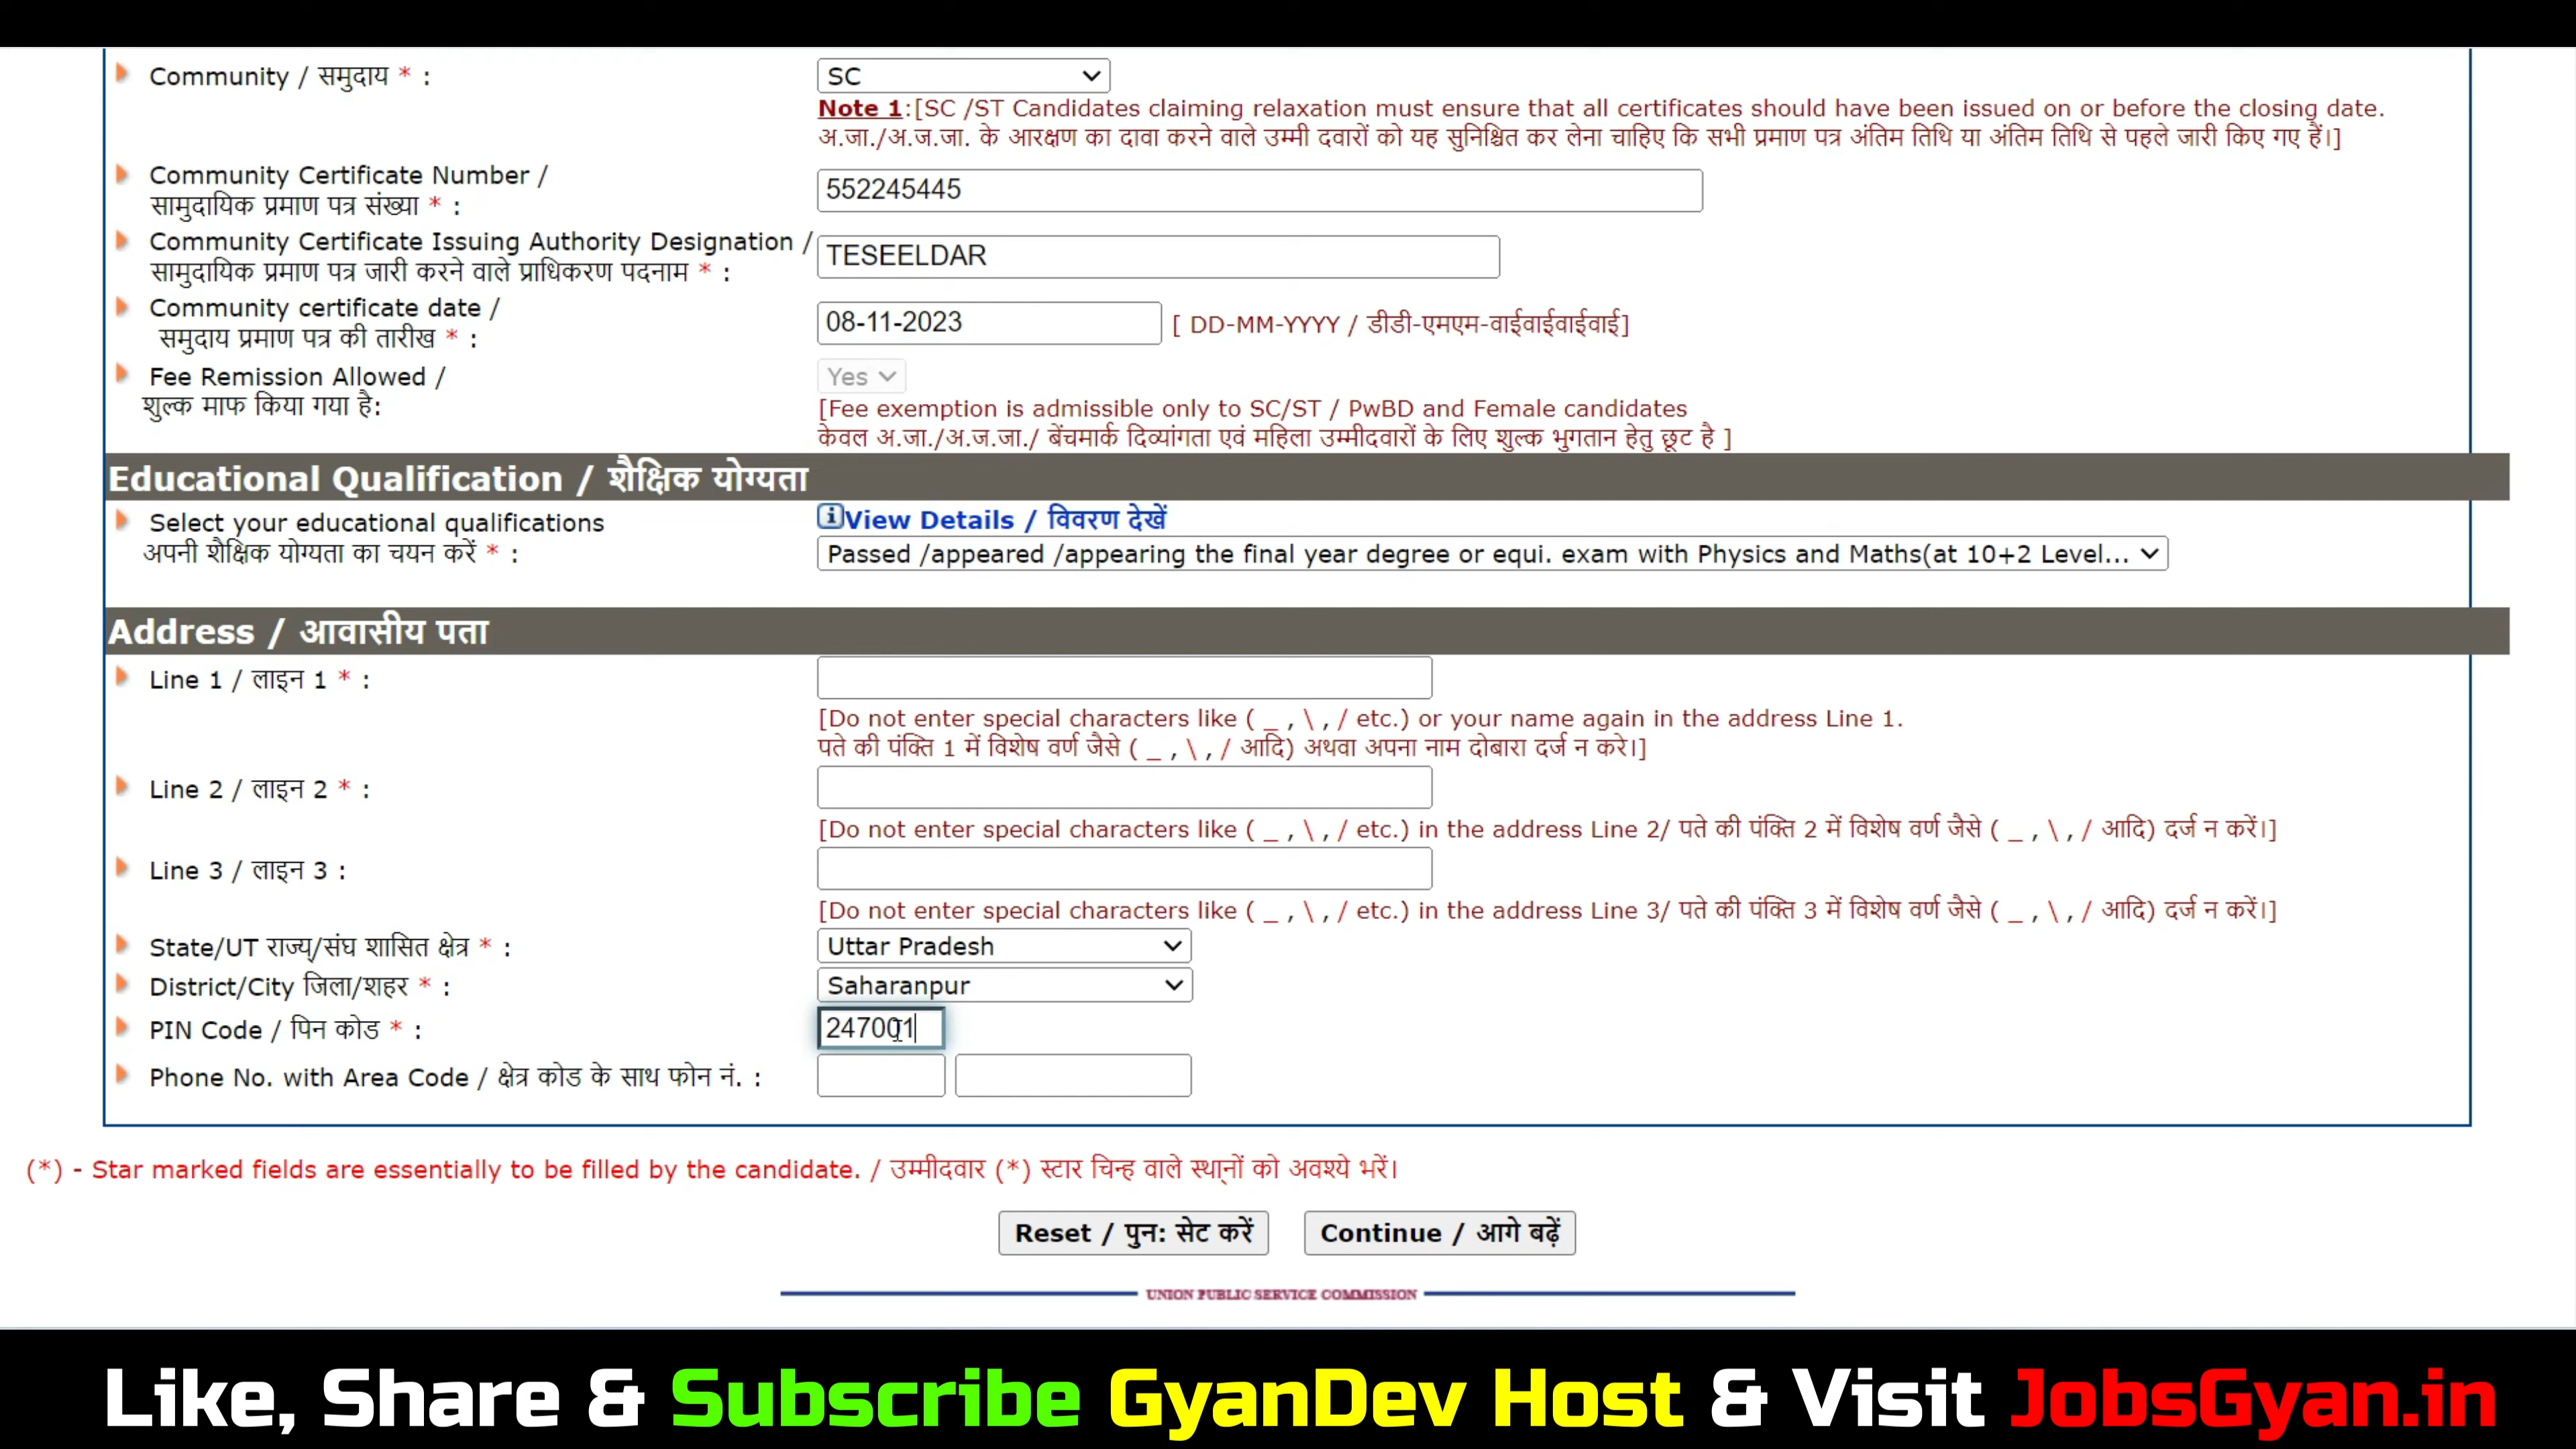 Community / समुदाय * :
SC
Note 1:[SC /ST Candidates claiming relaxation must ensure that all certificates should have been issued on or before the closing date.
अ.जा./अ.ज.जा. के आरक्षण का दावा करने वाले उम्मी दवारों को यह सुनिश्चित कर लेना चाहिए कि सभी प्रमाण पत्र अंतिम तिथि या अंतिम तिथि से पहले जारी किए गए हैं।]
Community Certificate Number /
सामुदायिक प्रमाण पत्र संख्या * :
552245445
Community Certificate Issuing Authority Designation /
सामुदायिक प्रमाण पत्र जारी करने वाले प्राधिकरण पदनाम * :
TESEELDAR
Community certificate date /
समुदाय प्रमाण पत्र की तारीख * :
08-11-2023 [ DD-MM-YYYY / डीडी-एमएम-वाईवाईवाईवाई]
Fee Remission Allowed /
शुल्क माफ किया गया है:
Yes
[Fee exemption is admissible only to SC/ST / PwBD and Female candidates
केवल अ.जा./अ.ज.जा./ बेंचमार्क दिव्यांगता एवं महिला उम्मीदवारों के लिए शुल्क भुगतान हेतु छूट है ]
Educational Qualification / शैक्षिक योग्यता
Select your educational qualifications
अपनी शैक्षिक योग्यता का चयन करें * :
View Details / विवरण देखें
Passed /appeared /appearing the final year degree or equi. exam with Physics and Maths(at 10+2 Level...
Address / आवासीय पता
Line 1 / लाइन 1 * :
[Do not enter special characters like ( _ , \ , / etc.) or your name again in the address Line 1.
पते की पंक्ति 1 में विशेष वर्ण जैसे ( _ , \ , / आदि) अथवा अपना नाम दोबारा दर्ज न करे।]
Line 2 / लाइन 2 * :
[Do not enter special characters like ( _ , \ , / etc.) in the address Line 2/ पते की पंक्ति 2 में विशेष वर्ण जैसे ( _ , \ , / आदि) दर्ज न करें।]
Line 3 / लाइन 3 :
[Do not enter special characters like ( _ , \ , / etc.) in the address Line 3/ पते की पंक्ति 3 में विशेष वर्ण जैसे ( _ , \ , / आदि) दर्ज न करें।]
State/UT राज्य्/संघ शासित क्षेत्र * : Uttar Pradesh
District/City जिला/शहर * : Saharanpur
PIN Code / पिन कोड * : 247001
Phone No. with Area Code / क्षेत्र कोड के साथ फोन नं. :
(*) - Star marked fields are essentially to be filled by the candidate. / उम्मीदवार (*) स्टार चिन्ह वाले स्था्नों को अवश्ये भरें।
Reset / पुन: सेट करें Continue / आगे बढ़ें
UNION PUBLIC SERVICE COMMISSION
Like, Share & Subscribe GyanDev Host & Visit JobsGyan.in